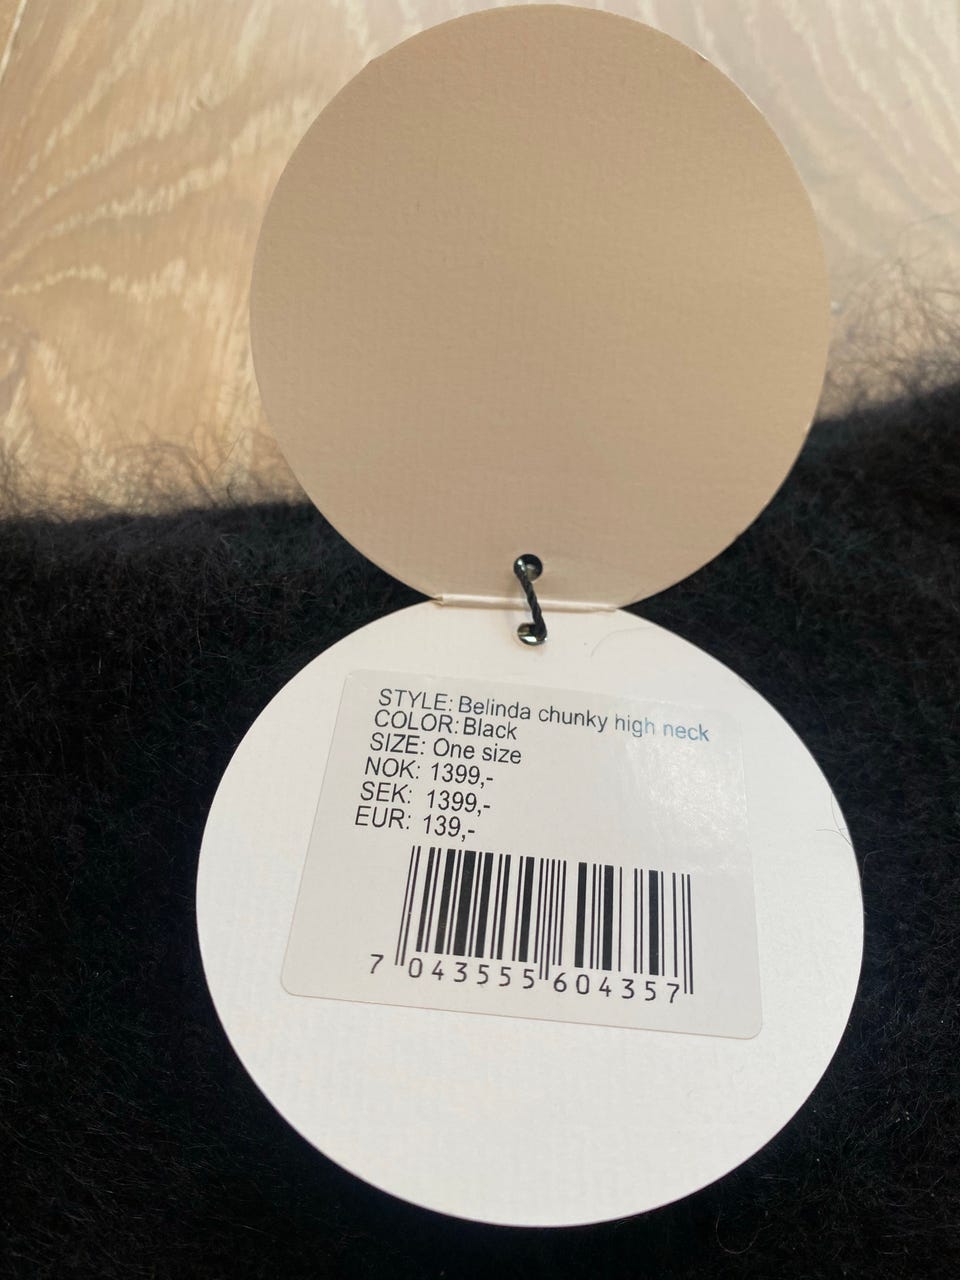 STYLE: Belinda chunky high neck
COLOR: Black
SIZE: One size
NOK: 1399,-
SEK: 1399,-
EUR: 139,-
7 043555 604357